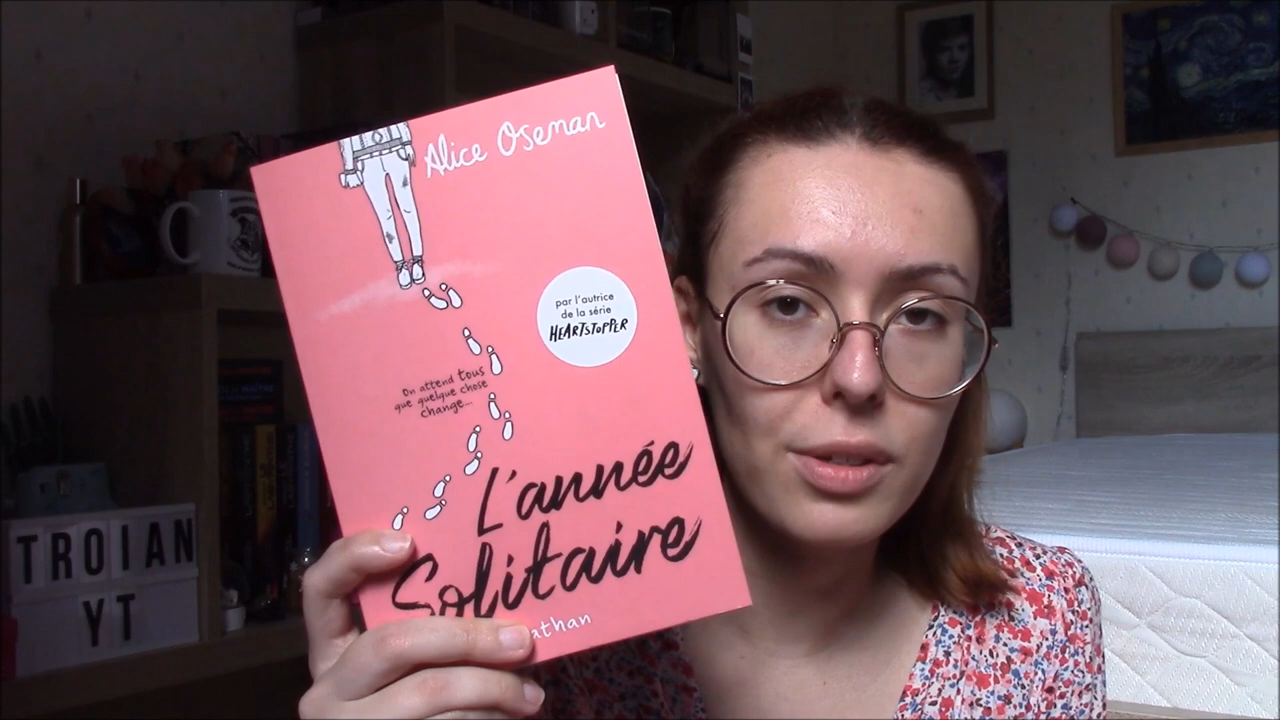 Alice Oseman
par l'autrice
de la série
HEARTSTOPPER
On attend tous
que quelque chose
change...
L'année
Solitaire
TROIAN
YT